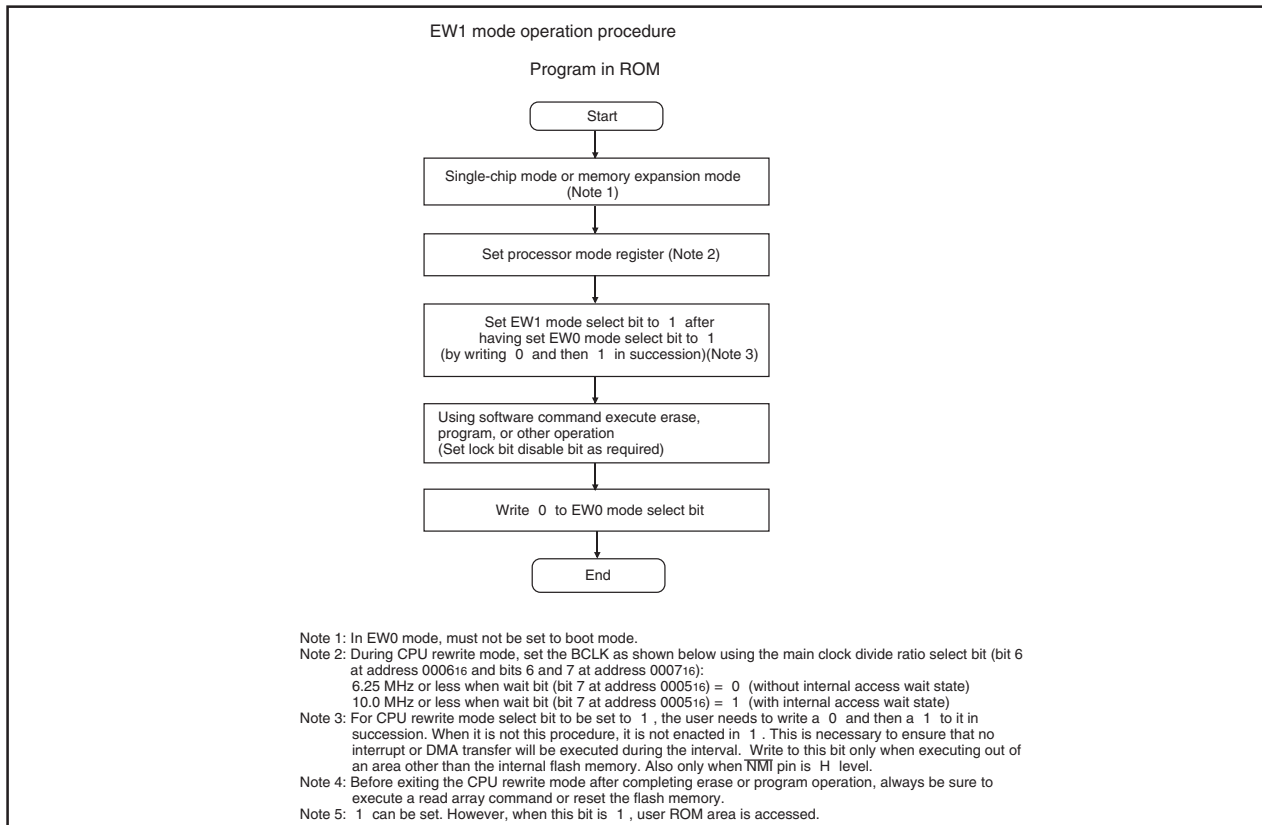 EW1 mode operation procedure
Program in ROM
Start
Single-chip mode or memory expansion mode
(Note 1)
Set processor mode register (Note 2)
Set EW1 mode select bit to 1 after
having set EW0 mode select bit to 1
(by writing 0 and then 1 in succession)(Note 3)
Using software command execute erase,
program, or other operation
(Set lock bit disable bit as required)
Write 0 to EW0 mode select bit
End
Note 1: In EW0 mode, must not be set to boot mode.
Note 2: During CPU rewrite mode, set the BCLK as shown below using the main clock divide ratio select bit (bit 6
at address 000616 and bits 6 and 7 at address 000716):
6.25 MHz or less when wait bit (bit 7 at address 000516) = 0 (without internal access wait state)
10.0 MHz or less when wait bit (bit 7 at address 000516) = 1 (with internal access wait state)
Note 3: For CPU rewrite mode select bit to be set to 1 , the user needs to write a 0 and then a 1 to it in
succession. When it is not this procedure, it is not enacted in 1 . This is necessary to ensure that no
interrupt or DMA transfer will be executed during the interval. Write to this bit only when executing out of
an area other than the internal flash memory. Also only when NMI pin is H level.
Note 4: Before exiting the CPU rewrite mode after completing erase or program operation, always be sure to
execute a read array command or reset the flash memory.
Note 5: 1 can be set. However, when this bit is 1 , user ROM area is accessed.